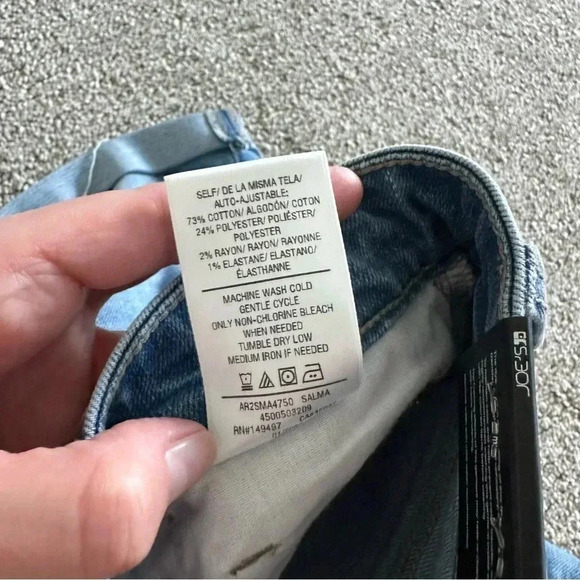 SELF/ DE LA MISMA TELA/
AUTO-AJUSTABLE:
73% COTTON/ ALGODÓN/ COTON
24% POLYESTER/ POLIÉSTER/
POLYESTER
2% RAYON/ RAYON/ RAYONNE
1% ELASTANE/ ELASTANO/
ÉLASTHANNE
MACHINE WASH COLD
GENTLE CYCLE
ONLY NON-CHLORINE BLEACH
WHEN NEEDED
TUMBLE DRY LOW
MEDIUM IRON IF NEEDED
AR2SMA4750 SALMA
4500503209
RN#149497
JOE'S